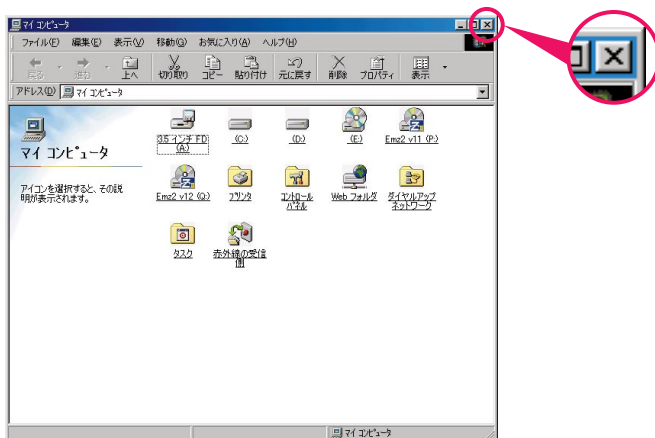 マイ コンピュータ
ファイル(F) 編集(E) 表示(V) 移動(G) お気に入り(A) ヘルプ(H)
戻る 進む 上へ 切り取り コピー 貼り付け 元に戻す 削除 プロパティ 表示
アドレス(D) マイ コンピュータ
マイ コンピュータ
アイコンを選択すると、その説
明が表示されます。
3.5 インチ FD
(A:)
(C:)
(D:)
(E:)
Emz2 v11 (P:)
Emz2 v12 (Q:)
プリンタ
コントロール
パネル
Web フォルダ
ダイヤルアップ
ネットワーク
タスク
赤外線の受信
側
マイ コンピュータ